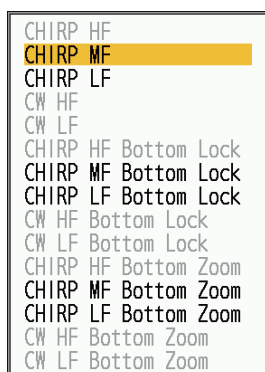 CHIRP HF
CHIRP MF
CHIRP LF
CW HF
CW LF
CHIRP HF Bottom Lock
CHIRP MF Bottom Lock
CHIRP LF Bottom Lock
CW HF Bottom Lock
CW LF Bottom Lock
CHIRP HF Bottom Zoom
CHIRP MF Bottom Zoom
CHIRP LF Bottom Zoom
CW HF Bottom Zoom
CW LF Bottom Zoom